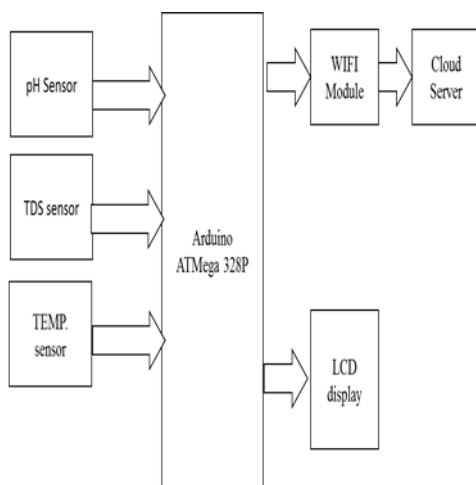 pH Sensor
TDS sensor
TEMP.
sensor
Arduino
ATMega 328P
WIFI
Module
Cloud
Server
LCD
display